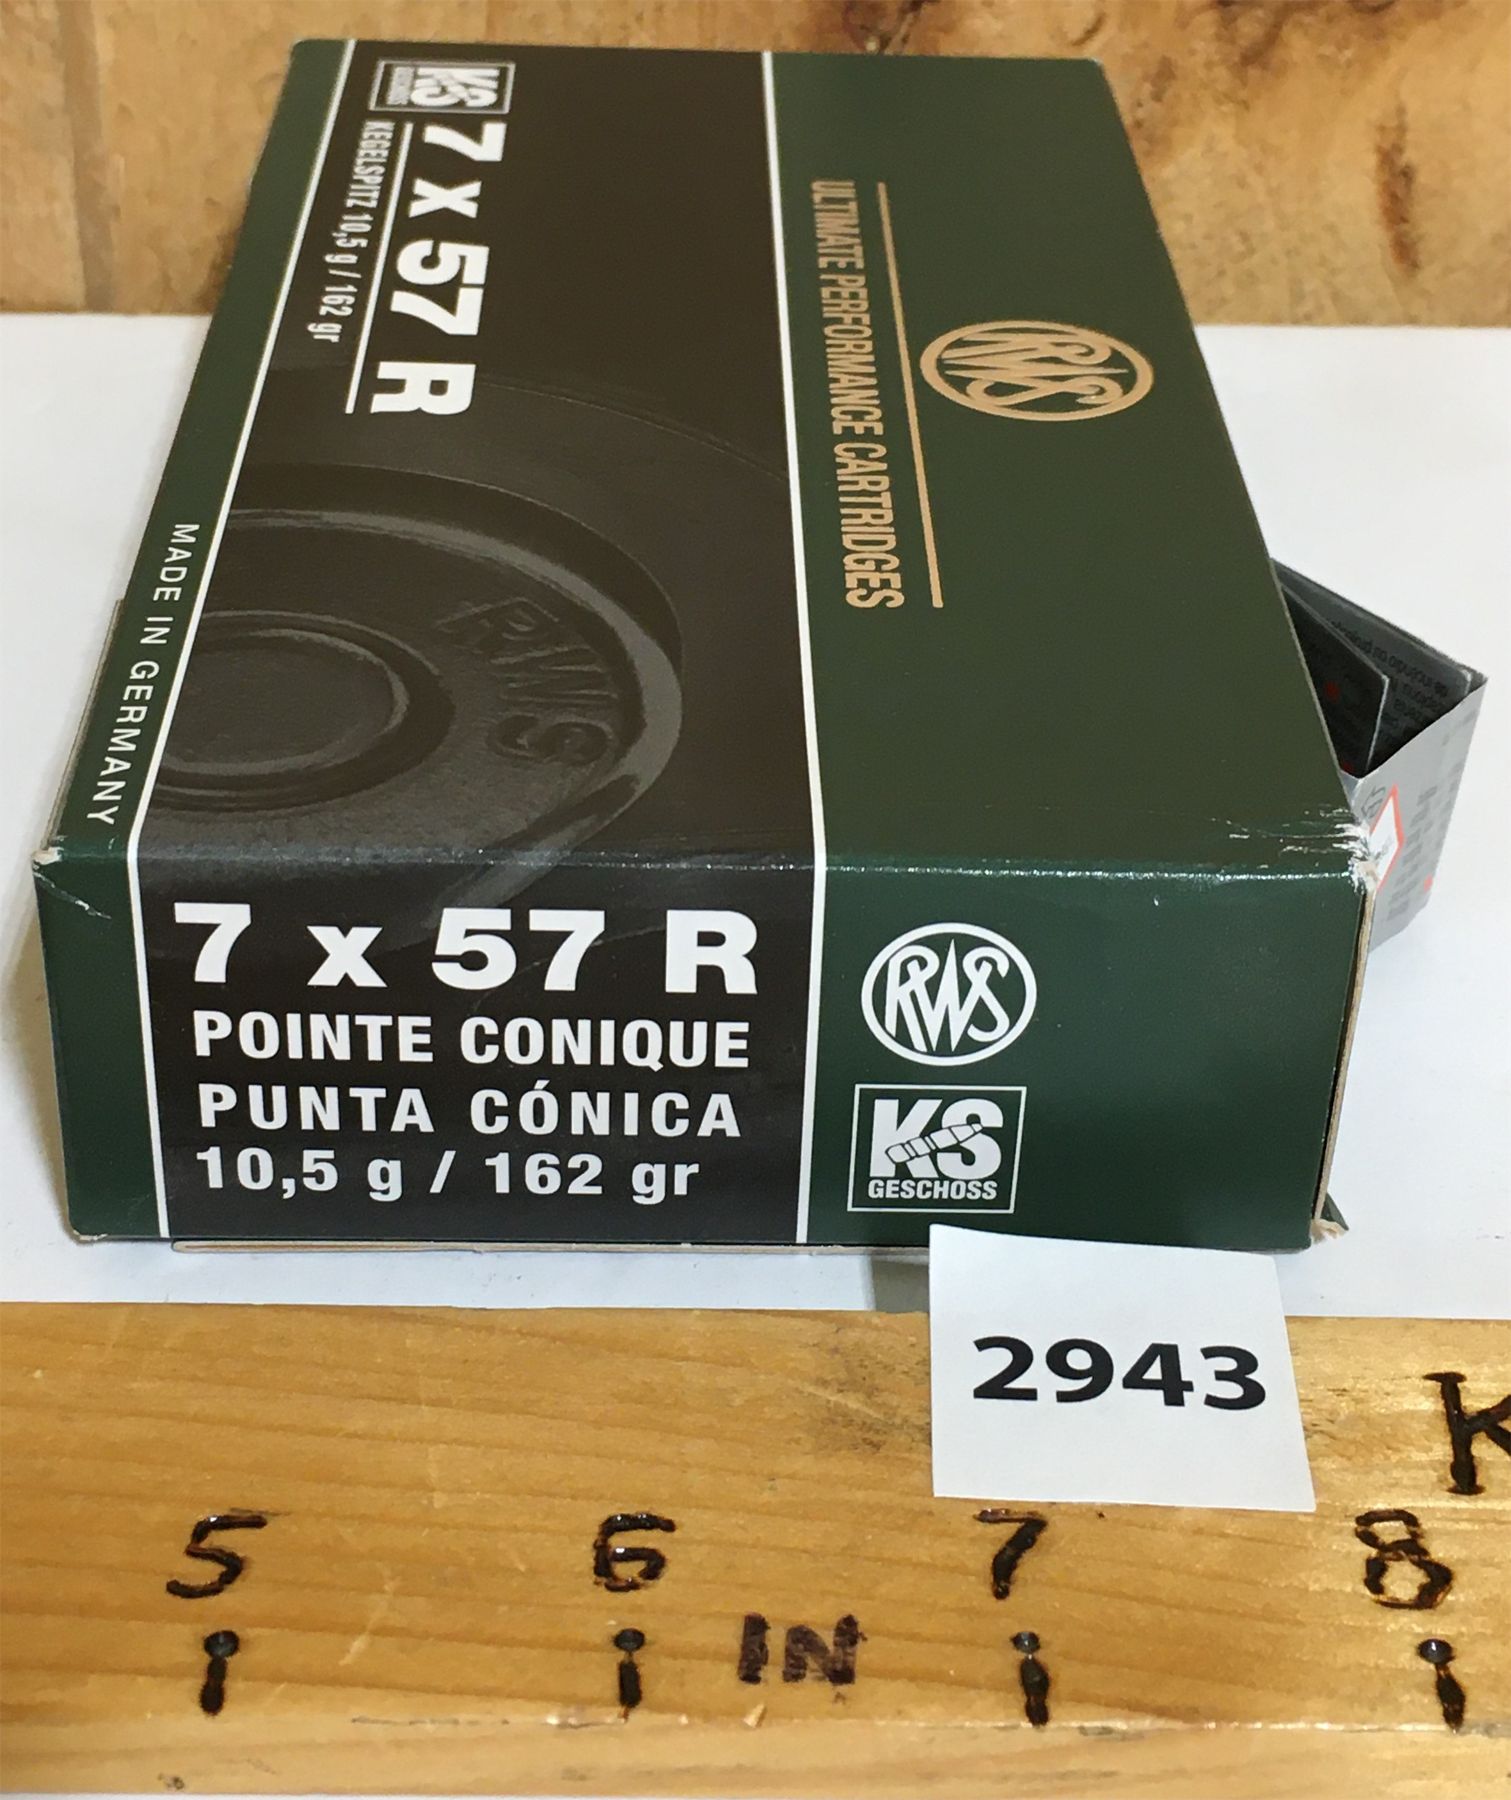 KS
GESCHOSS
7 x 57 R
KEGELSPITZ 10,5 g / 162 gr
RWS
ULTIMATE PERFORMANCE CARTRIDGES
RWS
MADE IN GERMANY
7 x 57 R
POINTE CONIQUE
PUNTA CÓNICA
10,5 g / 162 gr
RWS
KS
GESCHOSS
2943
K
5 6 7 8
IN